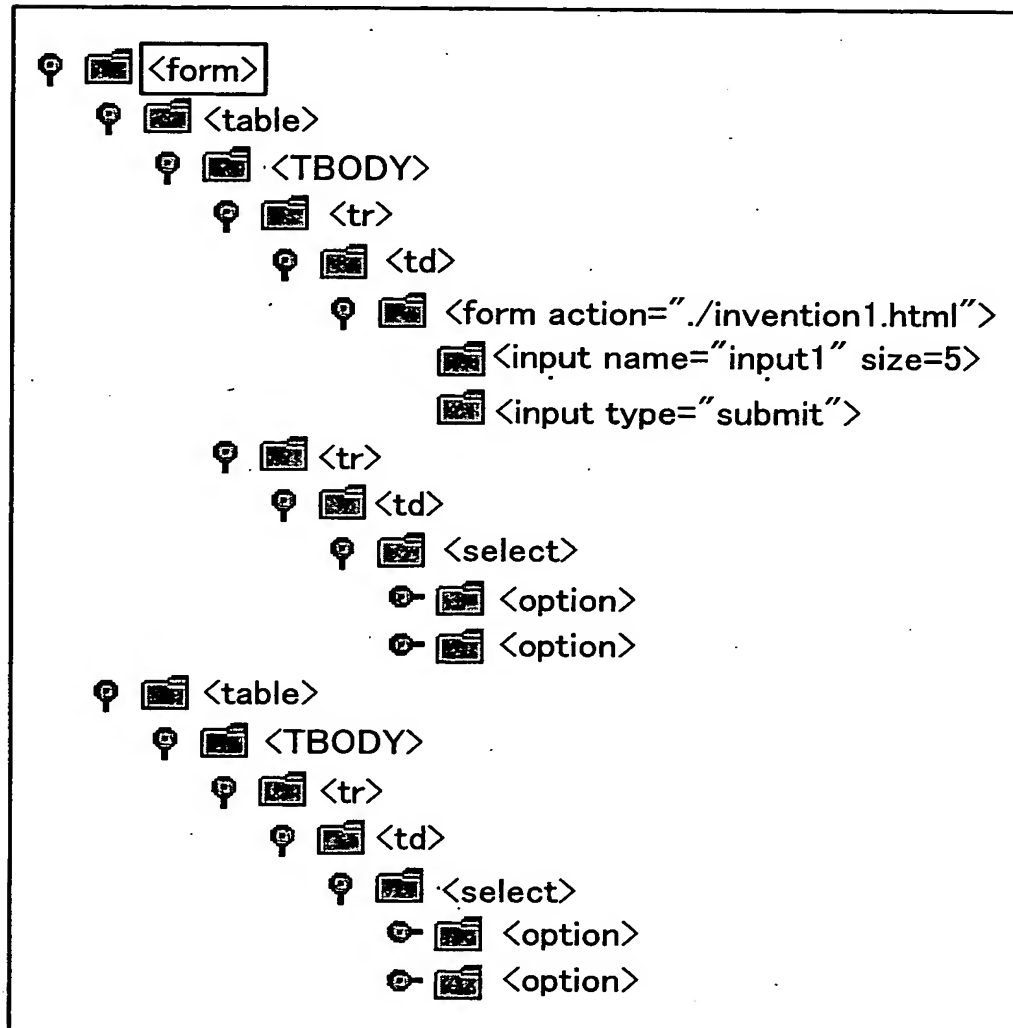 <form>
<table>
<TBODY>
<tr>
<td>
<form action="./invention1.html">
<input name="input1" size=5>
<input type="submit">
<tr>
<td>
<select>
<option>
<option>
<table>
<TBODY>
<tr>
<td>
<select>
<option>
<option>